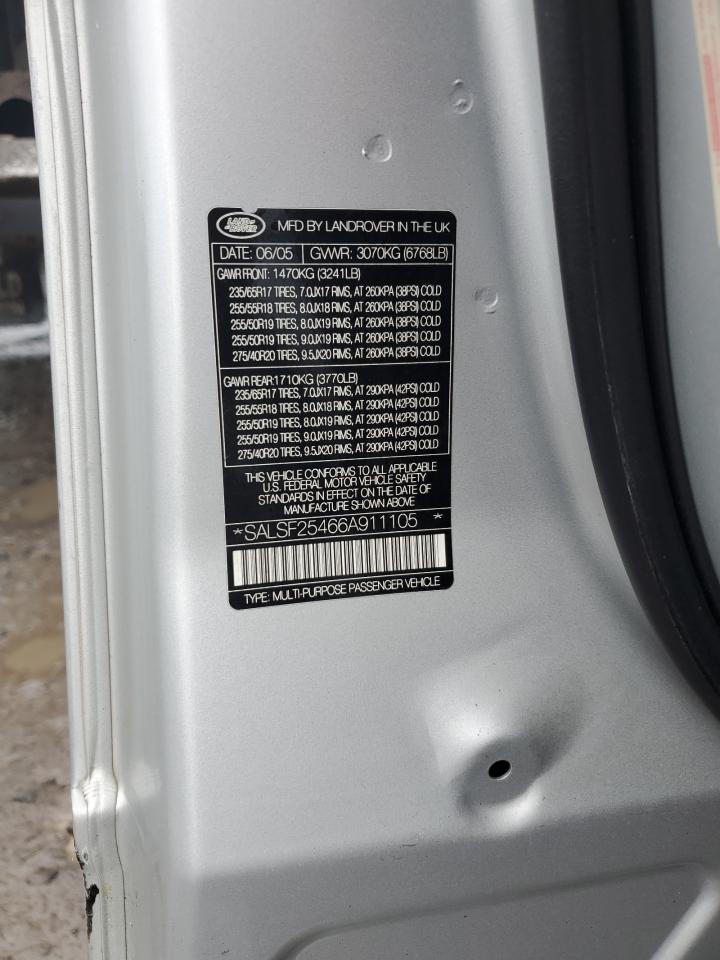 LAND-
-ROVER
MFD BY LANDROVER IN THE UK
DATE: 06/05 GVWR: 3070KG (6768LB)
GAWR FRONT: 1470KG (3241LB)
235/65R17 TIRES, 7.0JX17 RIMS, AT 260KPA (38PSI) COLD
255/55R18 TIRES, 8.0JX18 RIMS, AT 260KPA (38PSI) COLD
255/50R19 TIRES, 8.0JX19 RIMS, AT 260KPA (38PSI) COLD
255/50R19 TIRES, 9.0JX19 RIMS, AT 260KPA (38PSI) COLD
275/40R20 TIRES, 9.5JX20 RIMS, AT 260KPA (38PSI) COLD
GAWR REAR:1710KG (3770LB)
235/65R17 TIRES, 7.0JX17 RIMS, AT 290KPA (42PSI) COLD
255/55R18 TIRES, 8.0JX18 RIMS, AT 290KPA (42PSI) COLD
255/50R19 TIRES, 8.0JX19 RIMS, AT 290KPA (42PSI) COLD
255/50R19 TIRES, 9.0JX19 RIMS, AT 290KPA (42PSI) COLD
275/40R20 TIRES, 9.5JX20 RIMS, AT 290KPA (42PSI) COLD
THIS VEHICLE CONFORMS TO ALL APPLICABLE
U.S. FEDERAL MOTOR VEHICLE SAFETY
STANDARDS IN EFFECT ON THE DATE OF
MANUFACTURE SHOWN ABOVE
*SALSF25466A911105 *
TYPE: MULTI-PURPOSE PASSENGER VEHICLE